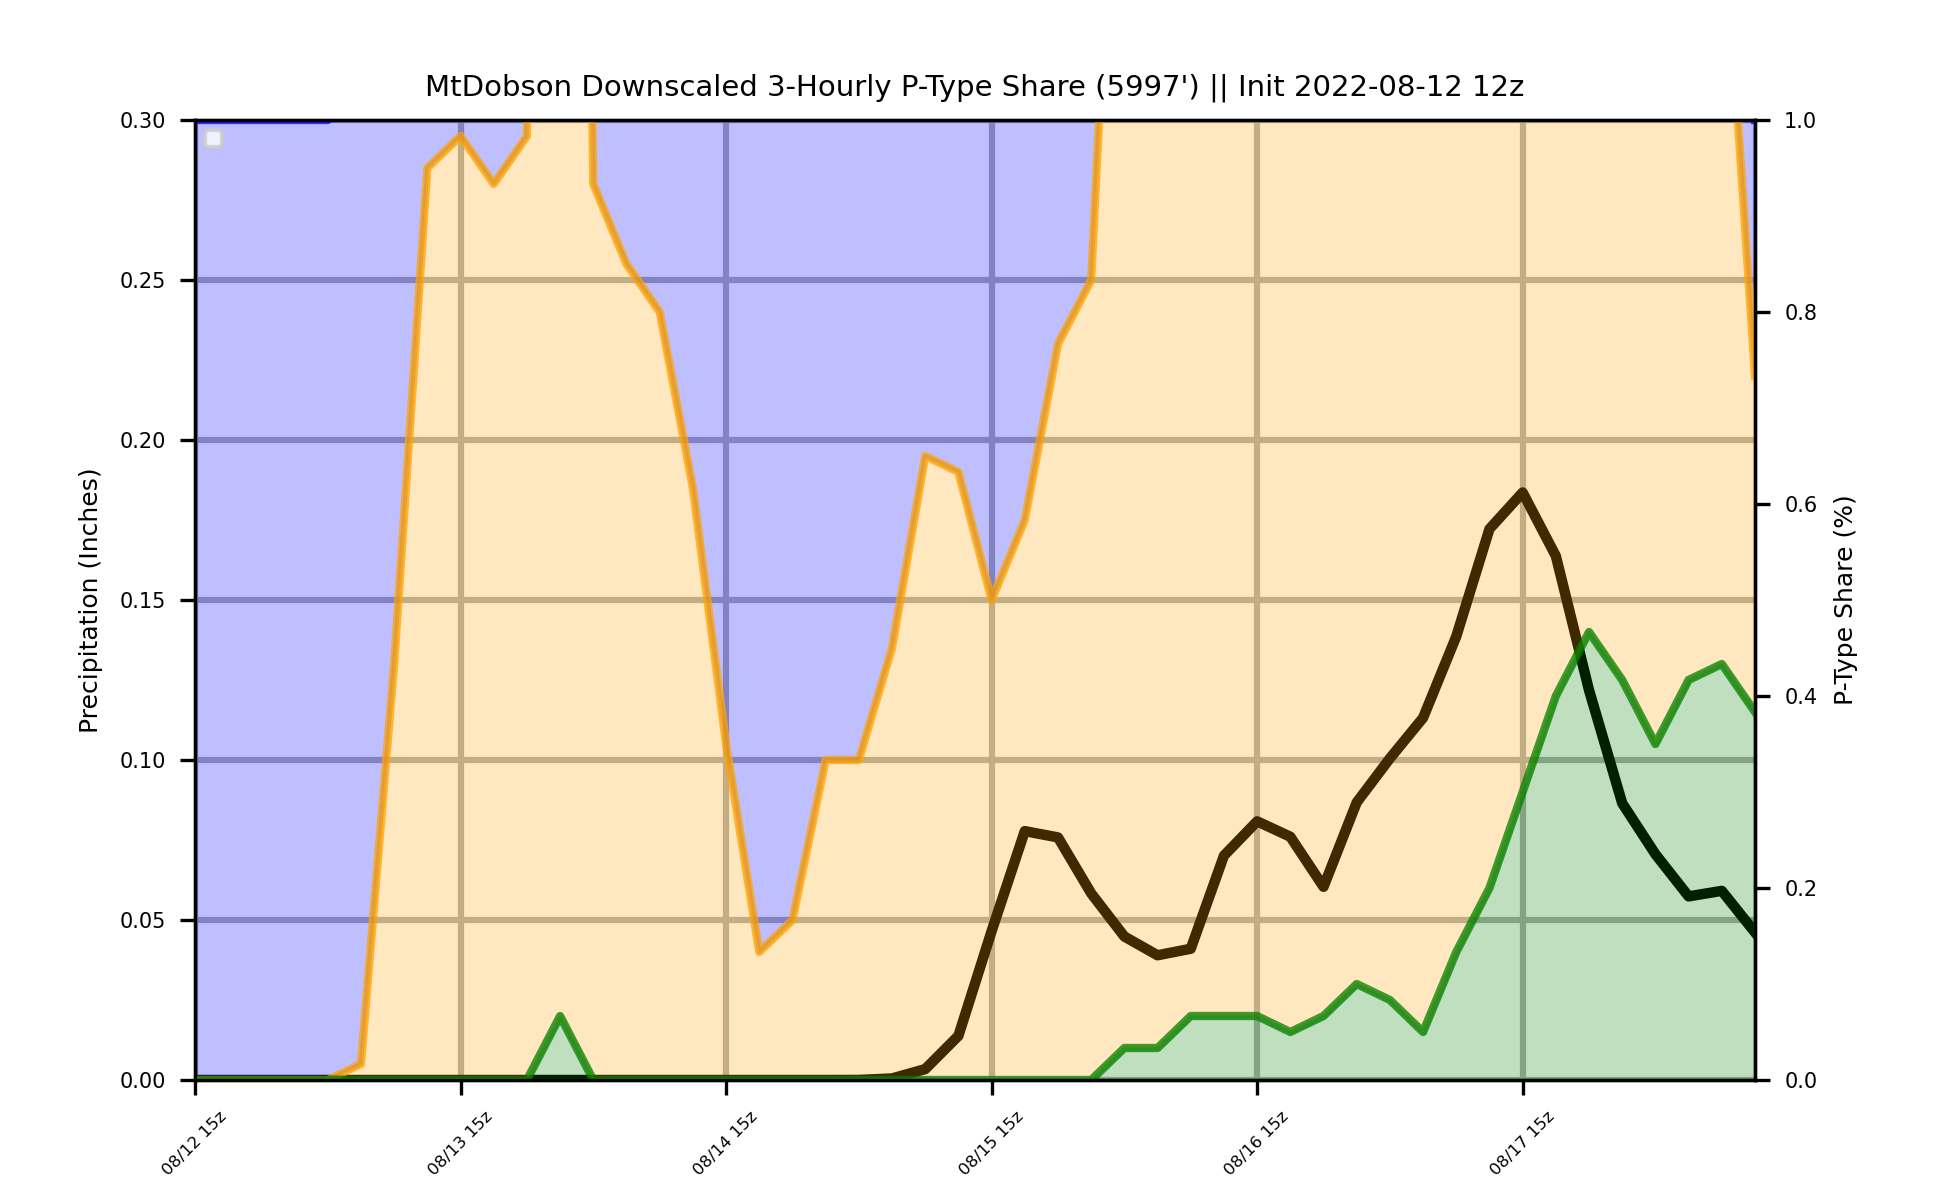 MtDobson Downscaled 3-Hourly P-Type Share (5997') || Init 2022-08-12 12z
Precipitation (Inches)
0.30
0.25
0.20
0.15
0.10
0.05
0.00
1.0
0.8
0.6
0.4
0.2
0.0
P-Type Share (%)
08/12 15z
08/13 15z
08/14 15z
08/15 15z
08/16 15z
08/17 15z